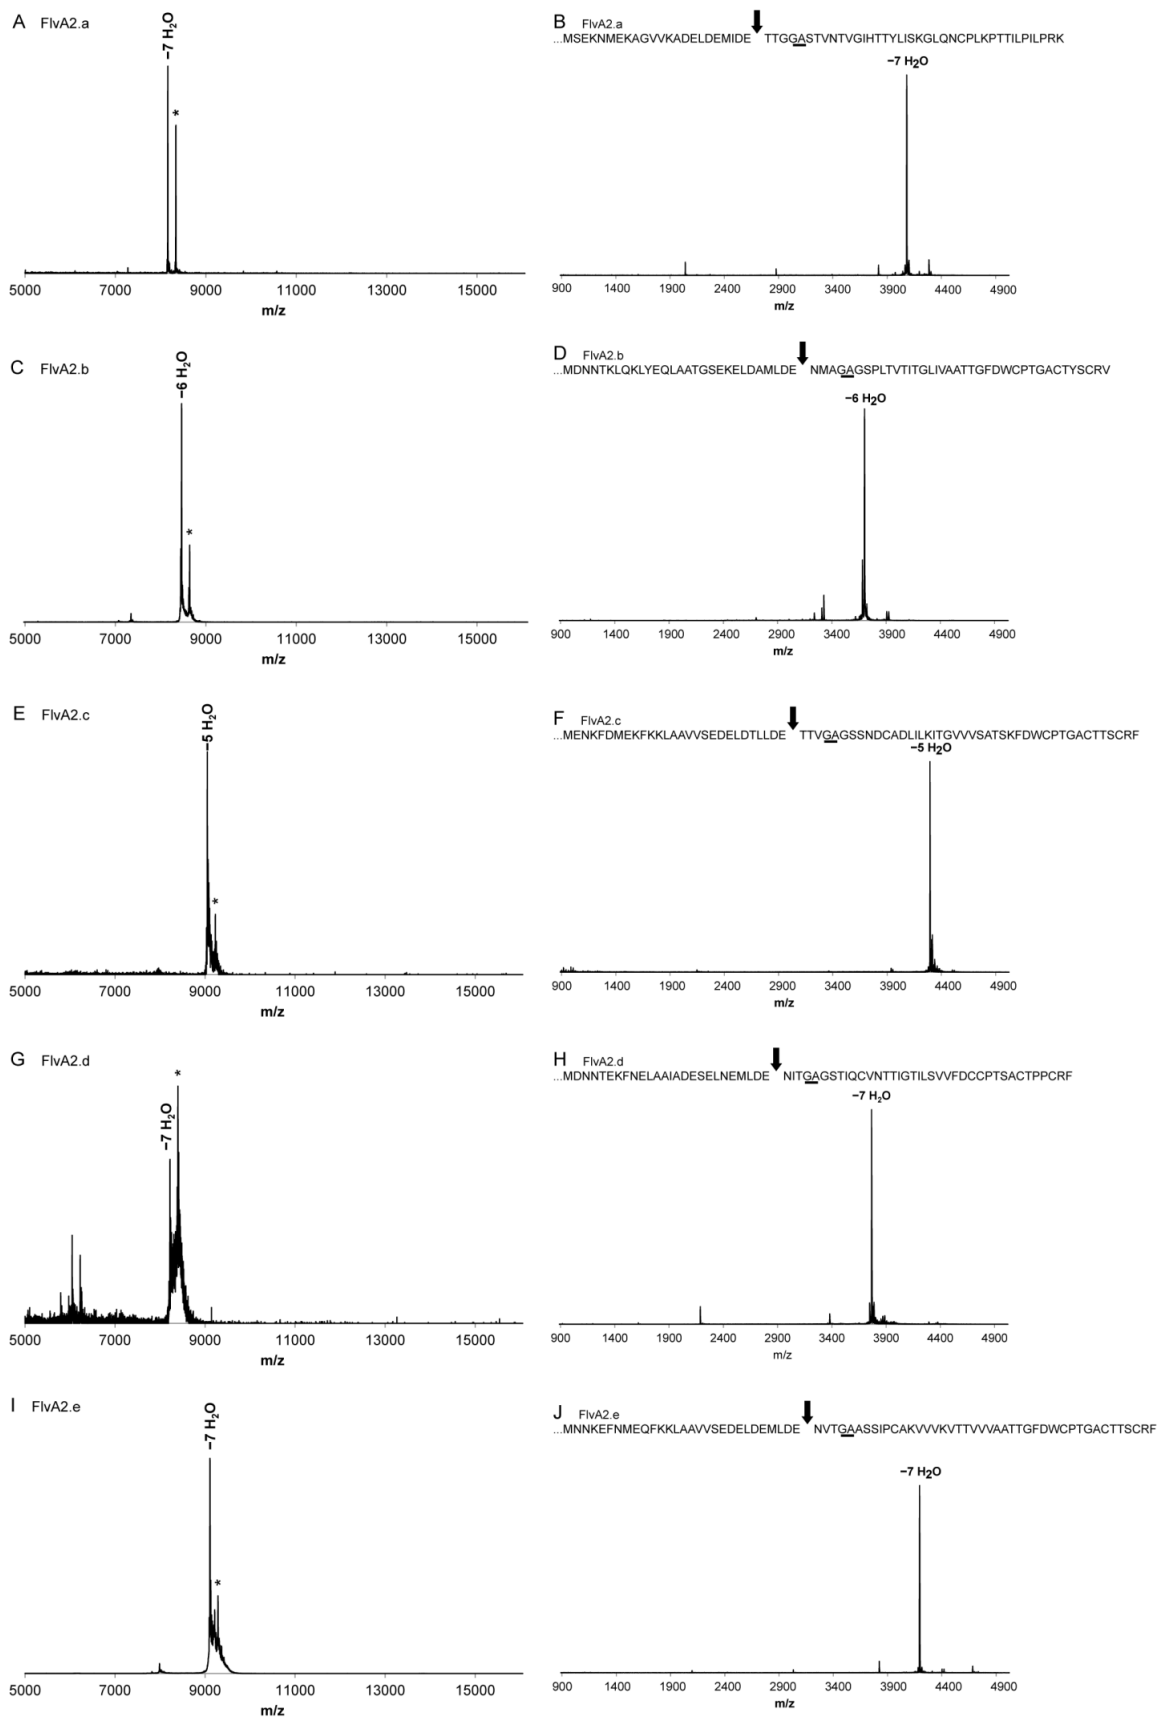 A FlvA2.a
−7 H2O
*
5000 7000 9000 11000 13000 15000
m/z
B FlvA2.a
...MSEKNMEKAGVVKADELDEMIDE TTGGASTVNTVGIHTTYLISKGLQNCPLKPTTILPILPRK
−7 H2O
900 1400 1900 2400 2900 3400 3900 4400 4900
m/z
C FlvA2.b
−6 H2O
*
5000 7000 9000 11000 13000 15000
m/z
D FlvA2.b
...MDNNTKLQKLYEQLAATGSEKELDAMLDE NMAGAGSPLTVTITGLIVAATTGFDWCPTGACTYSCRV
−6 H2O
900 1400 1900 2400 2900 3400 3900 4400 4900
m/z
E FlvA2.c
−5 H2O
*
5000 7000 9000 11000 13000 15000
m/z
F FlvA2.c
...MENKFDMEKFKKLAAVVSEDELDTLLDE TTVGAGSSNDCADLILKITGVVVSATSKFDWCPTGACTTSCRF
−5 H2O
900 1400 1900 2400 2900 3400 3900 4400 4900
m/z
G FlvA2.d
−7 H2O
*
5000 7000 9000 11000 13000 15000
m/z
H FlvA2.d
...MDNNTEKFNELAAIADESELNEMLDE NITGAGSTIQCVNTTIGTILSVVFDCCPTSACTPPCRF
−7 H2O
900 1400 1900 2400 2900 3400 3900 4400 4900
m/z
I FlvA2.e
−7 H2O
*
5000 7000 9000 11000 13000 15000
m/z
J FlvA2.e
...MNNKEFNMEQFKKLAAVVSEDELDEMLDE NVTGAASSIPCAKVVVKVTTVVVAATTGFDWCPTGACTTSCRF
−7 H2O
900 1400 1900 2400 2900 3400 3900 4400 4900
m/z